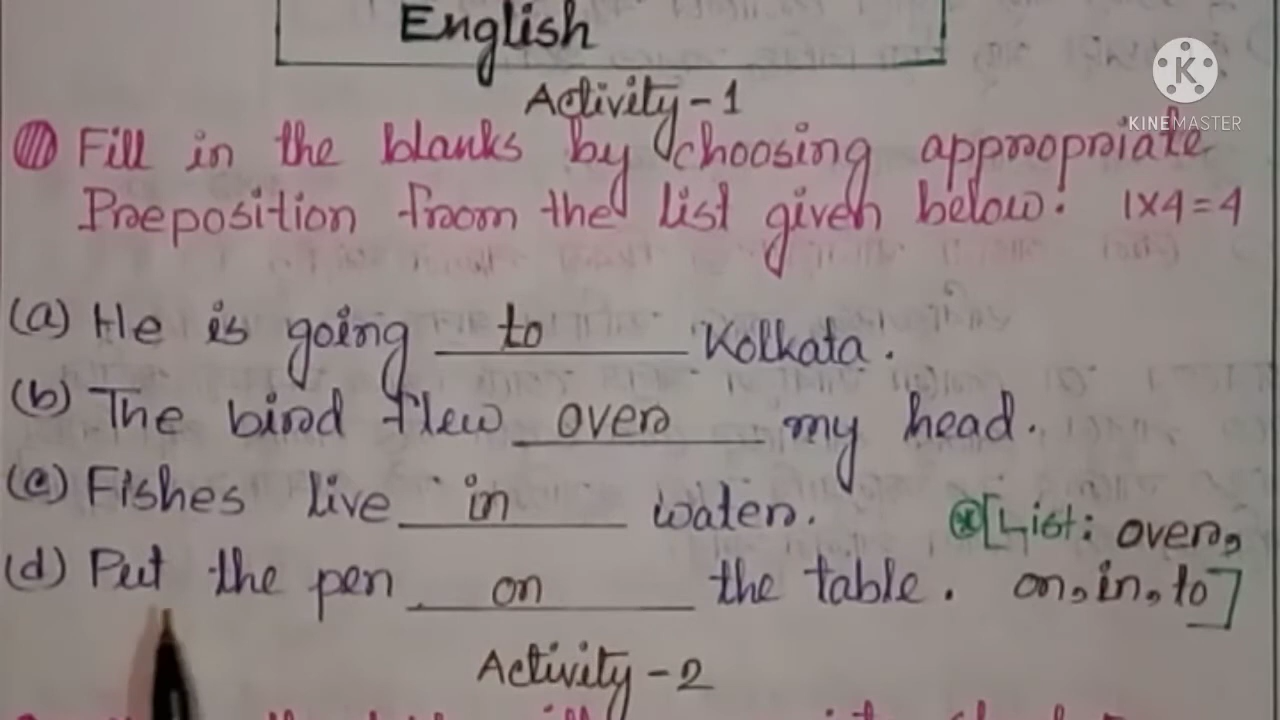 English
Activity - 1
Fill in the blanks by choosing appropriate
Preposition from the list given below: 1x4=4
(a) He is going to Kolkata.
(b) The bird flew over my head.
(c) Fishes live in water.
[List: over,
(d) Put the pen on the table. on, in, to]
Activity - 2
K
KINEMASTER